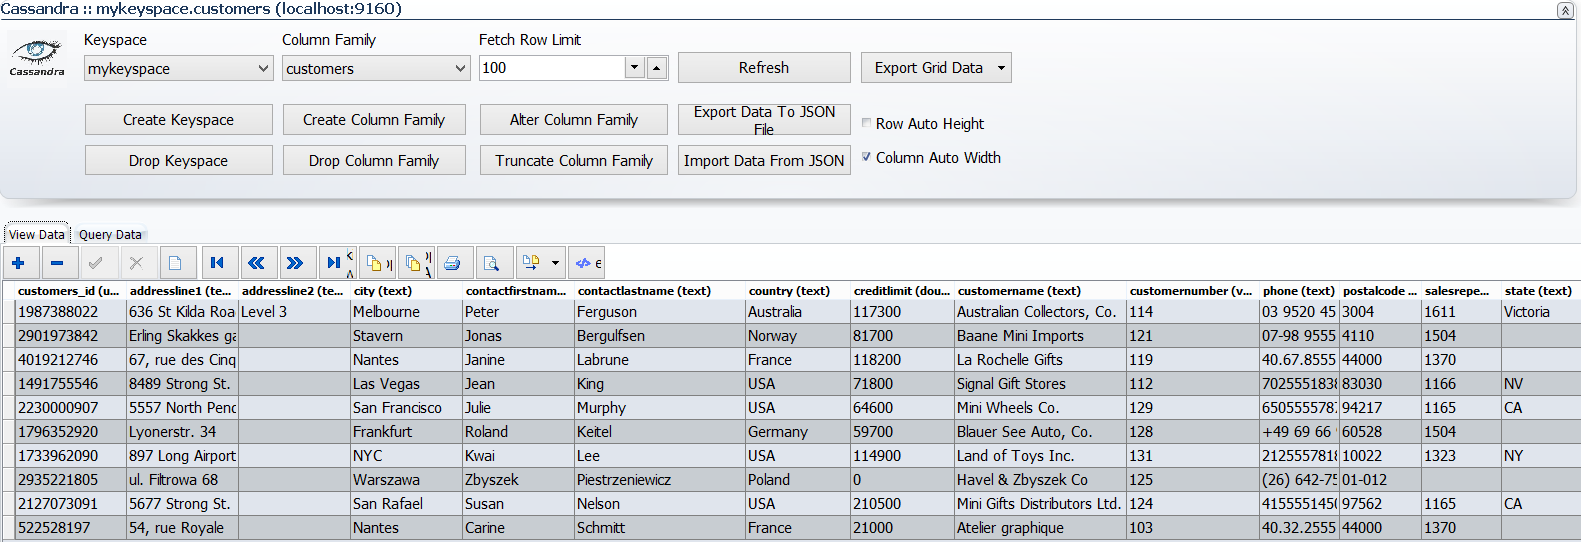 Cassandra :: mykeyspace.customers (localhost:9160)
Keyspace Column Family Fetch Row Limit
Cassandra mykeyspace customers 100 Refresh Export Grid Data
Create Keyspace Create Column Family Alter Column Family Export Data To JSON File Row Auto Height
Drop Keyspace Drop Column Family Truncate Column Family Import Data From JSON Column Auto Width
View Data Query Data
customers_id (u... addressline1 (te... addressline2 (te... city (text) contactfirstnam... contactlastname (text) country (text) creditlimit (dou... customername (text) customernumber (v... phone (text) postalcode ... salesrepe... state (text)
1987388022 636 St Kilda Roa Level 3 Melbourne Peter Ferguson Australia 117300 Australian Collectors, Co. 114 03 9520 45 3004 1611 Victoria
2901973842 Erling Skakkes ga Stavern Jonas Bergulfsen Norway 81700 Baane Mini Imports 121 07-98 9555 4110 1504
4019212746 67, rue des Cinq Nantes Janine Labrune France 118200 La Rochelle Gifts 119 40.67.8555 44000 1370
1491755546 8489 Strong St. Las Vegas Jean King USA 71800 Signal Gift Stores 112 7025551838 83030 1166 NV
2230000907 5557 North Pend San Francisco Julie Murphy USA 64600 Mini Wheels Co. 129 6505555787 94217 1165 CA
1796352920 Lyonerstr. 34 Frankfurt Roland Keitel Germany 59700 Blauer See Auto, Co. 128 +49 69 66 60528 1504
1733962090 897 Long Airport NYC Kwai Lee USA 114900 Land of Toys Inc. 131 2125557818 10022 1323 NY
2935221805 ul. Filtrowa 68 Warszawa Zbyszek Piestrzeniewicz Poland 0 Havel & Zbyszek Co 125 (26) 642-75 01-012
2127073091 5677 Strong St. San Rafael Susan Nelson USA 210500 Mini Gifts Distributors Ltd. 124 4155551450 97562 1165 CA
522528197 54, rue Royale Nantes Carine Schmitt France 21000 Atelier graphique 103 40.32.2555 44000 1370